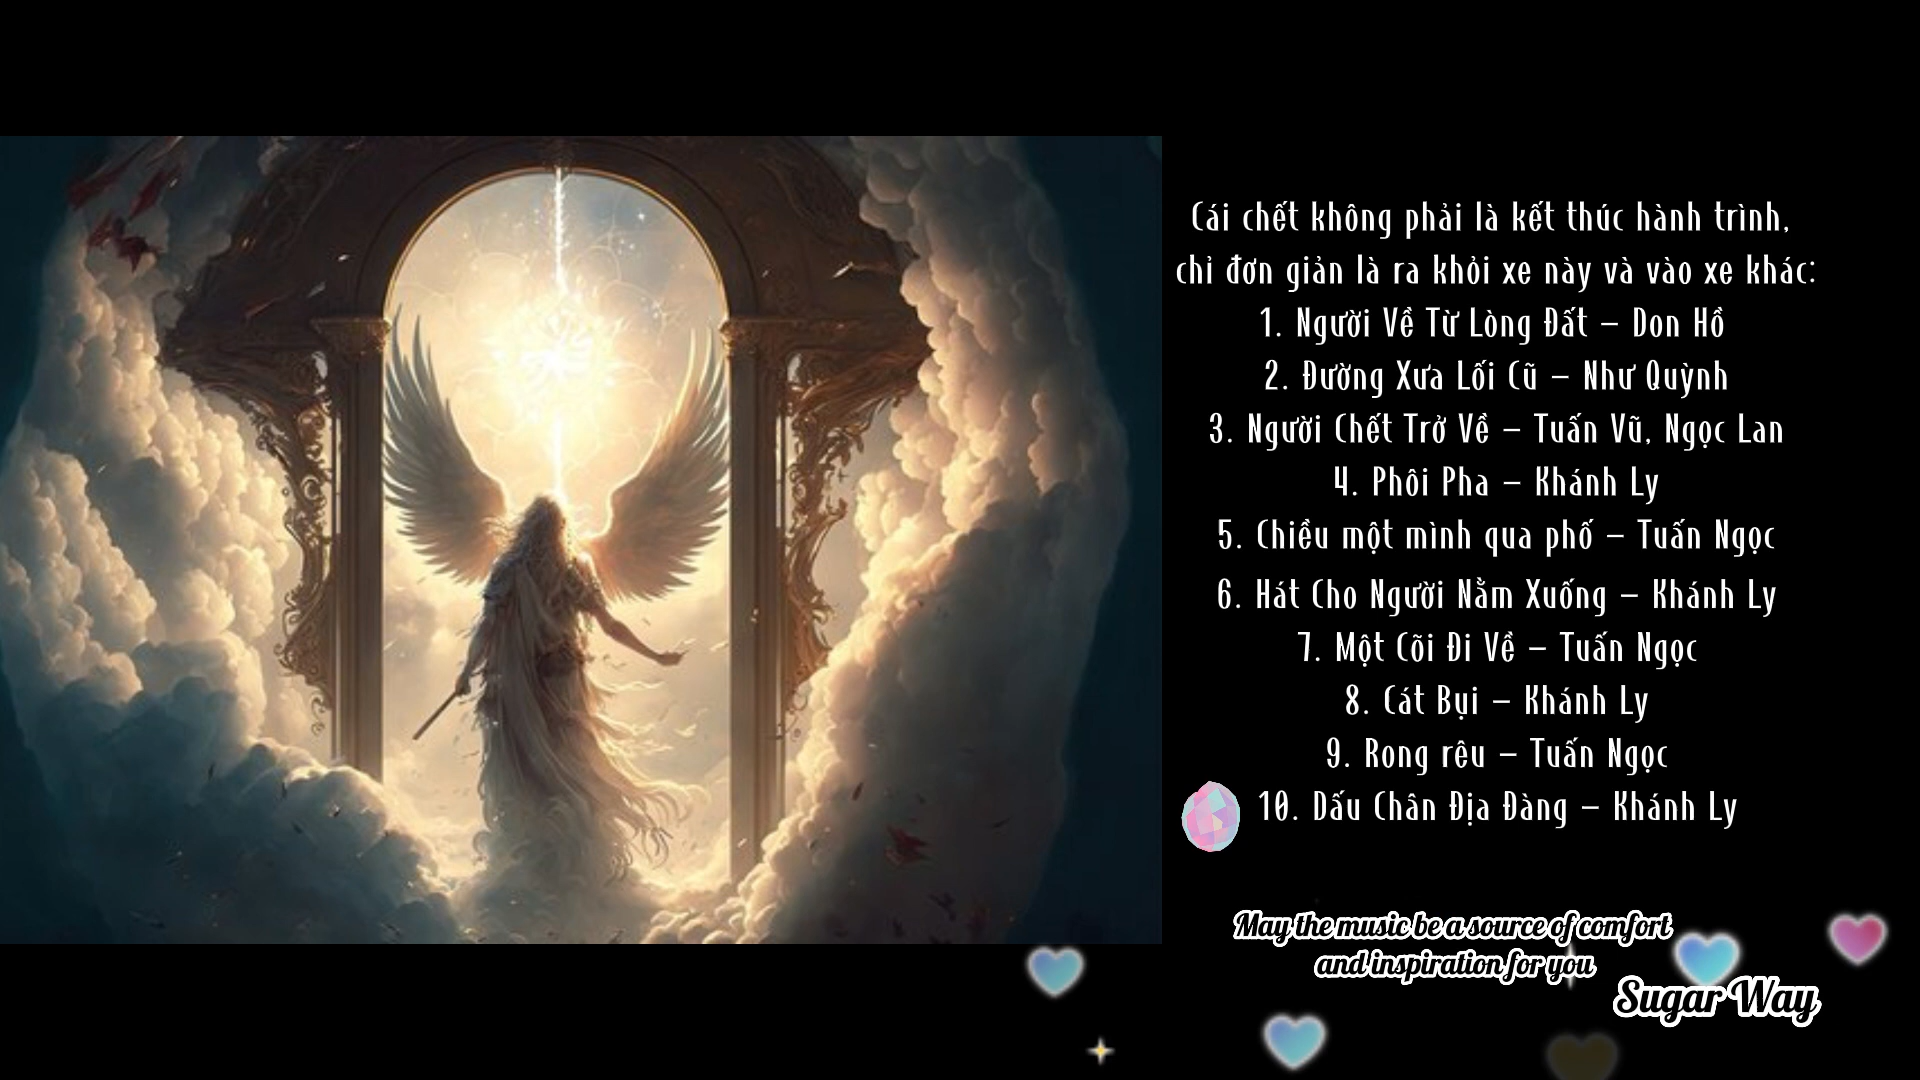 Cái chết không phải là kết thúc hành trình,
chỉ đơn giản là ra khỏi xe này và vào xe khác:
1. Người Về Từ Lòng Đất – Don Hồ
2. Đường Xưa Lối Cũ – Như Quỳnh
3. Người Chết Trở Về – Tuấn Vũ, Ngọc Lan
4. Phôi Pha – Khánh Ly
5. Chiều một mình qua phố – Tuấn Ngọc
6. Hát Cho Người Nằm Xuống – Khánh Ly
7. Một Cõi Đi Về – Tuấn Ngọc
8. Cát Bụi – Khánh Ly
9. Rong rêu – Tuấn Ngọc
10. Dấu Chân Địa Đàng – Khánh Ly
May the music be a source of comfort
and inspiration for you
Sugar Way